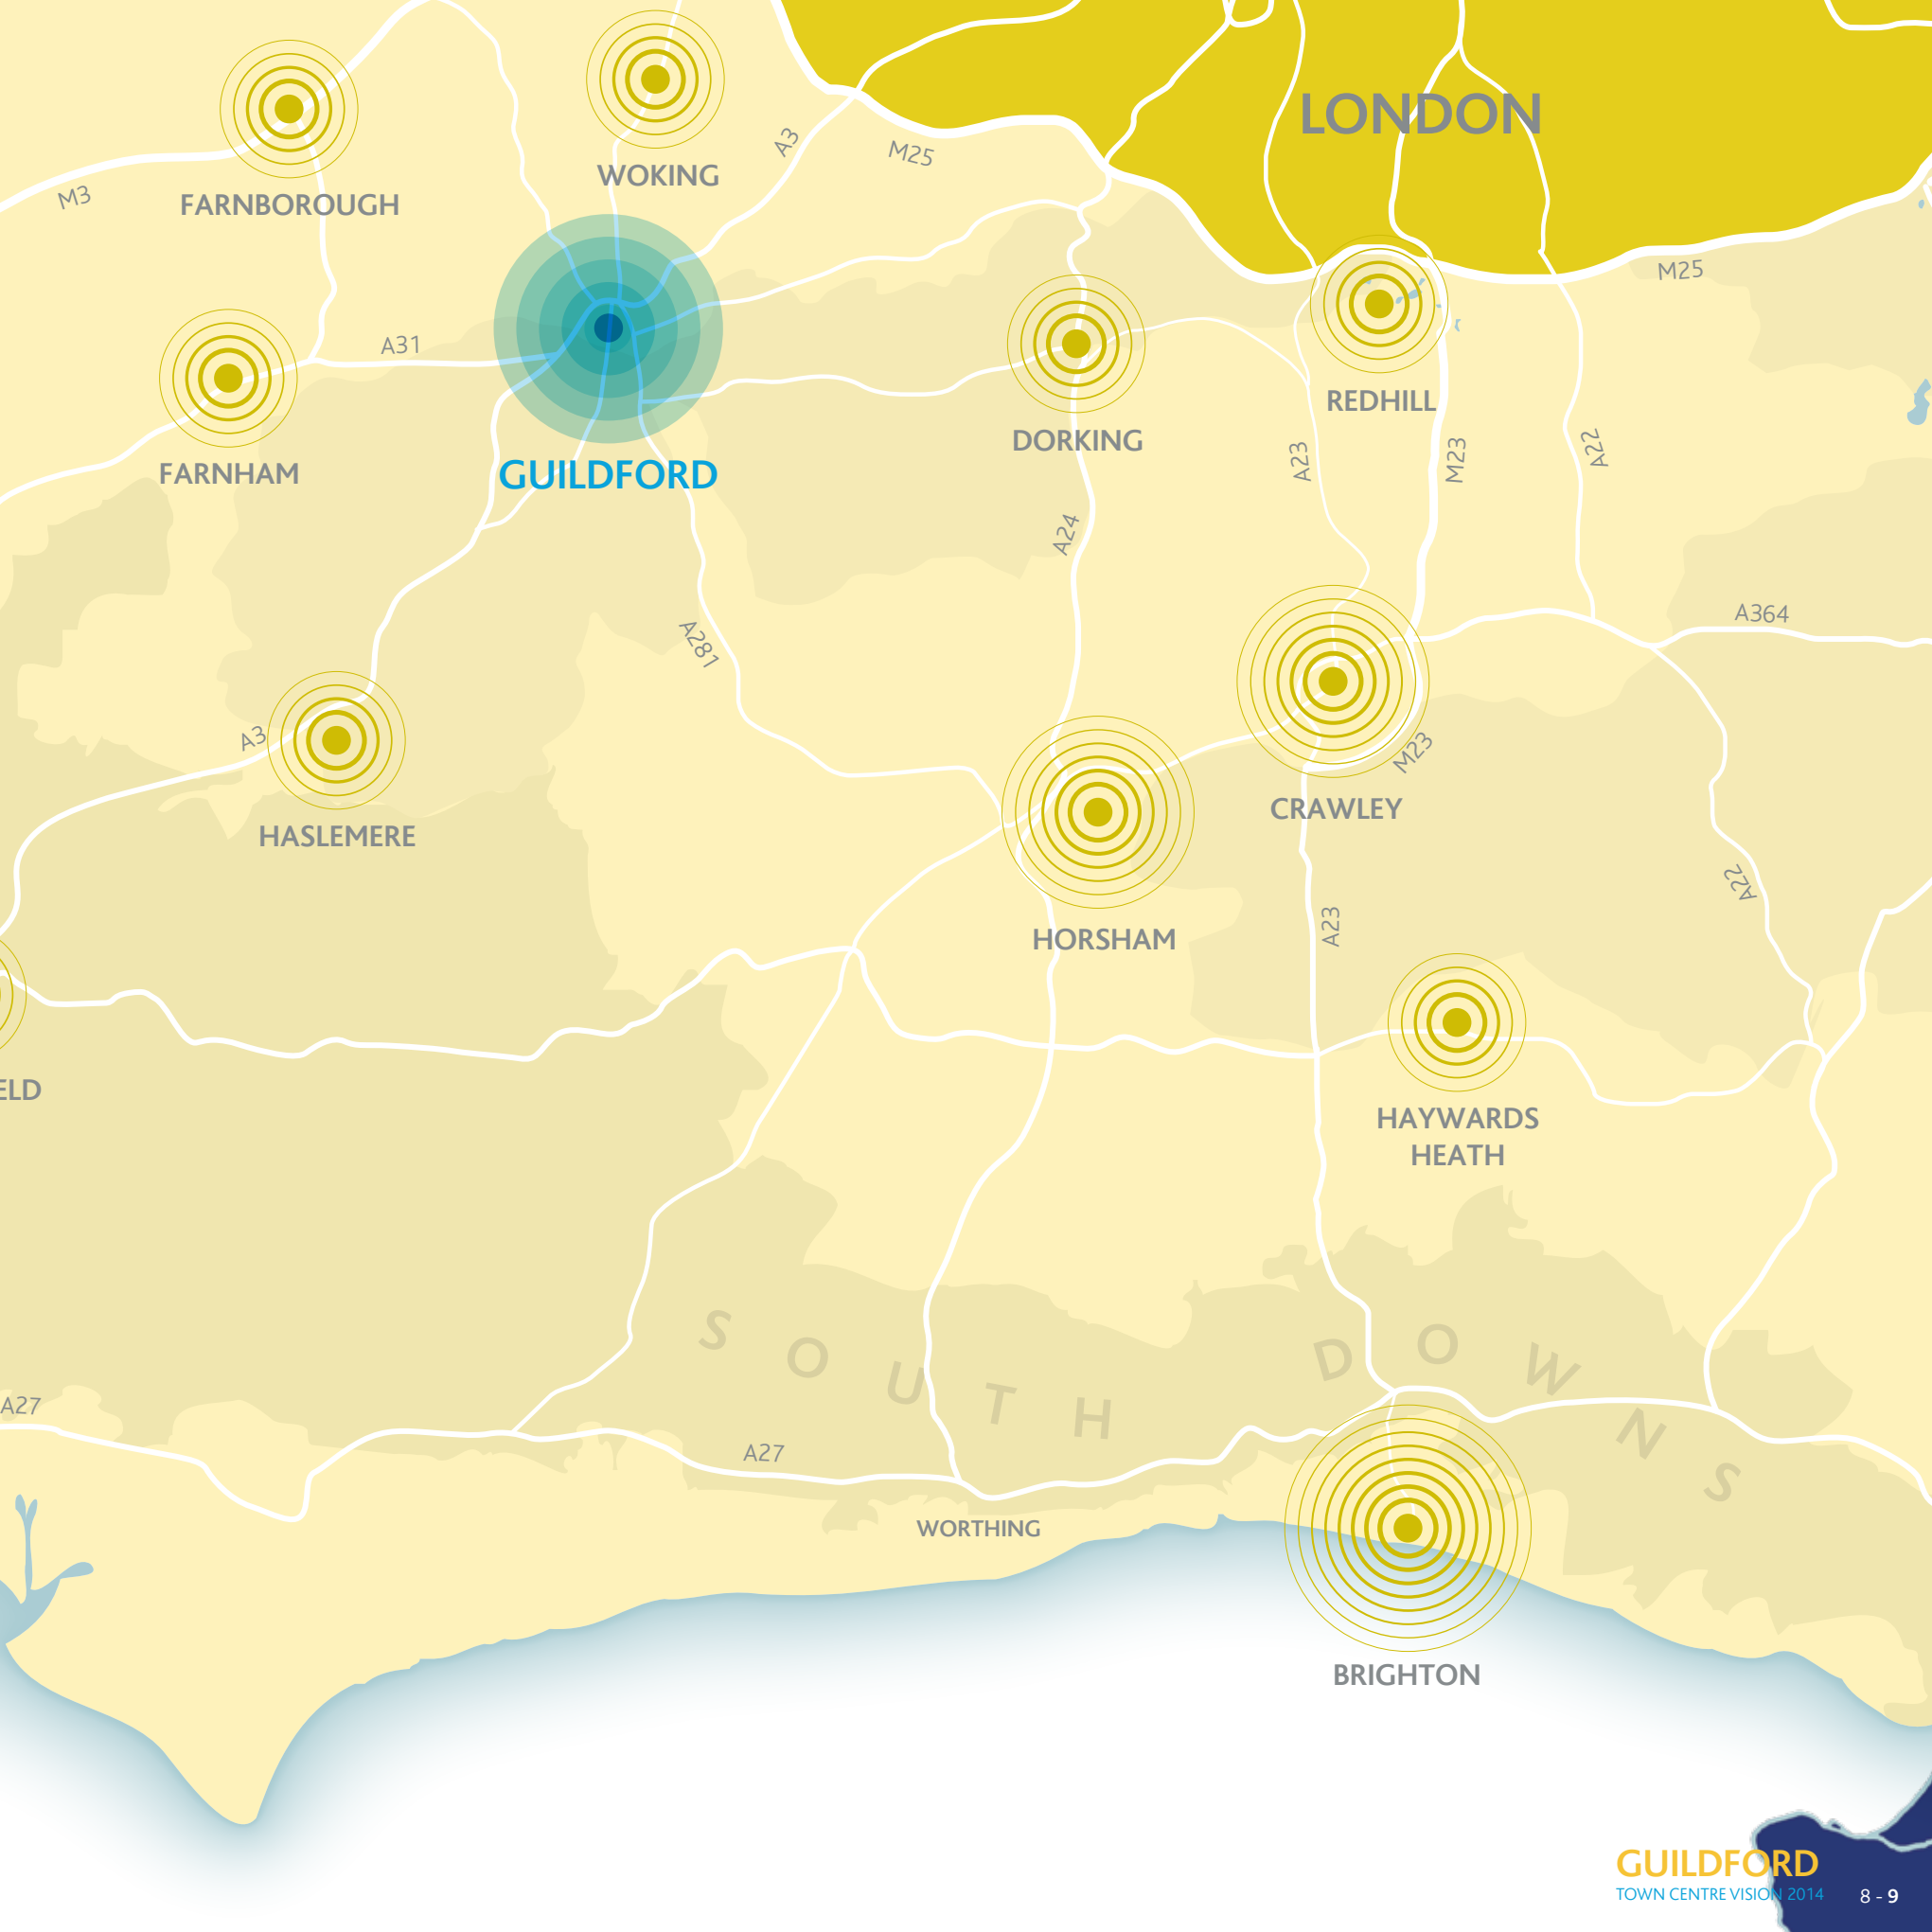 LONDON
A3
M25
WOKING
M3
FARNBOROUGH
M25
A31
REDHILL
DORKING
FARNHAM
GUILDFORD
A23
M23
A22
A24
A364
A281
A3
M23
CRAWLEY
HASLEMERE
A22
A23
HORSHAM
ELD
HAYWARDS
HEATH
SOUTH DOWNS
A27
A27
WORTHING
BRIGHTON
GUILDFORD
TOWN CENTRE VISION 2014
8 - 9